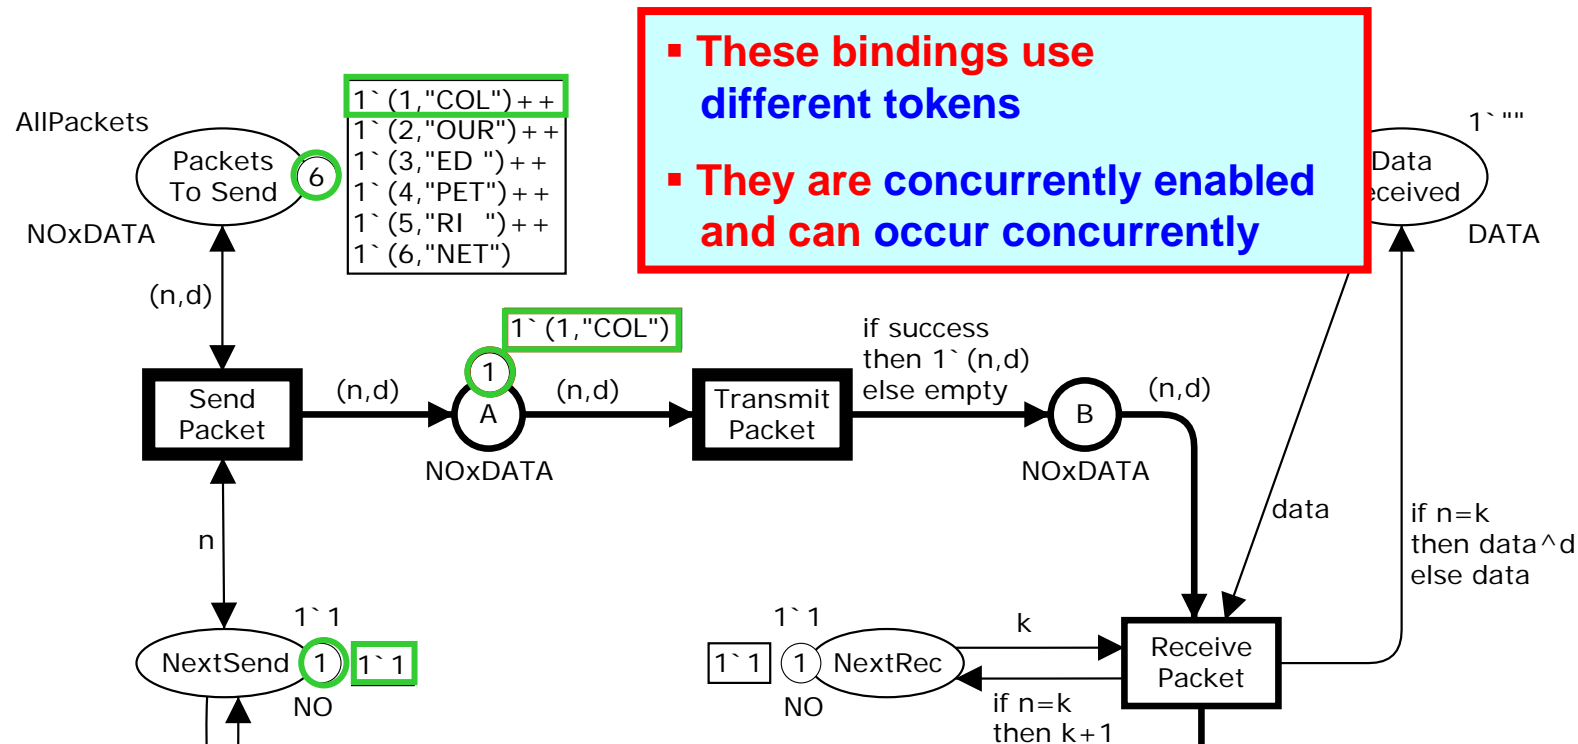 ▪ These bindings use
different tokens
▪ They are concurrently enabled
and can occur concurrently
AllPackets
Packets
To Send
6
1`(1,"COL")++
1`(2,"OUR")++
1`(3,"ED ")++
1`(4,"PET")++
1`(5,"RI  ")++
1`(6,"NET")
NOxDATA
1`""
Data
eceived
DATA
(n,d)
1`(1,"COL")
1
Send
Packet
(n,d)
A
NOxDATA
(n,d)
Transmit
Packet
if success
then 1`(n,d)
else empty
B
NOxDATA
(n,d)
data
if n=k
then data^d
else data
n
1`1
NextSend
1
1`1
NO
1`1
1`1
1
NextRec
NO
k
Receive
Packet
if n=k
then k+1